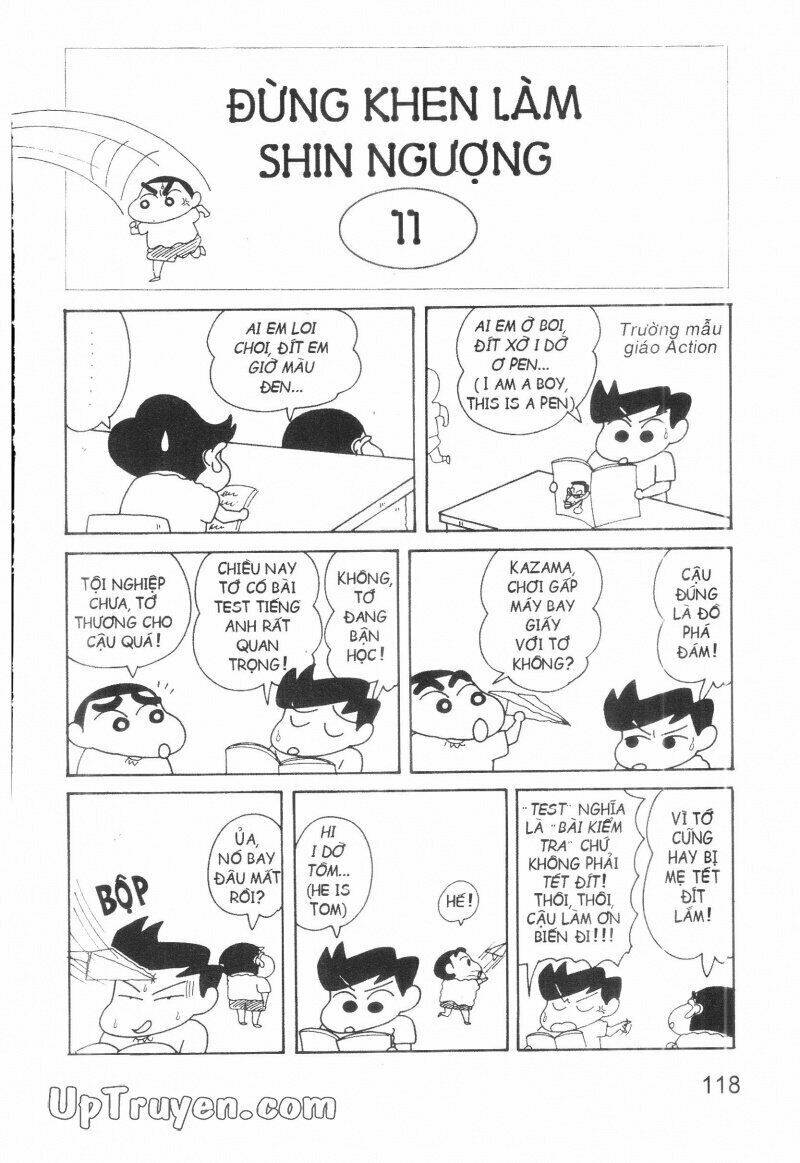 ĐỪNG KHEN LÀM
SHIN NGƯỢNG
11
Trường mẫu
giáo Action
AI EM Ở BOI,
ĐÍT XỞ I DỞ
Ơ PEN...
(I AM A BOY,
THIS IS A PEN)
AI EM LOI
CHOI, ĐÍT EM
GIỜ MÀU
ĐEN...
......
CẬU
ĐÚNG
LÀ ĐỒ
PHÁ
ĐÁM!
KAZAMA,
CHƠI GẤP
MÁY BAY
GIẤY
VỚI TỚ
KHÔNG?
KHÔNG,
TỚ
ĐANG
BẬN
HỌC!
CHIỀU NAY
TỚ CÓ BÀI
TEST TIẾNG
ANH RẤT
QUAN
TRỌNG!
TỘI NGHIỆP
CHƯA, TỚ
THƯƠNG CHO
CẬU QUÁ!
VÌ TỚ
CŨNG
HAY BỊ
MẸ TÉT
ĐÍT
LẮM!
"TEST" NGHĨA
LÀ "BÀI KIỂM
TRA" CHỨ
KHÔNG PHẢI
TÉT ĐÍT!
THÔI, THÔI,
CẬU LÀM ƠN
BIẾN ĐI!!!
HẾ!
HI
I DỞ
TÔM...
(HE IS
TOM)
ỦA,
NÓ BAY
ĐÂU MẤT
RỒI?
BỘP
118
UpTruyen.com